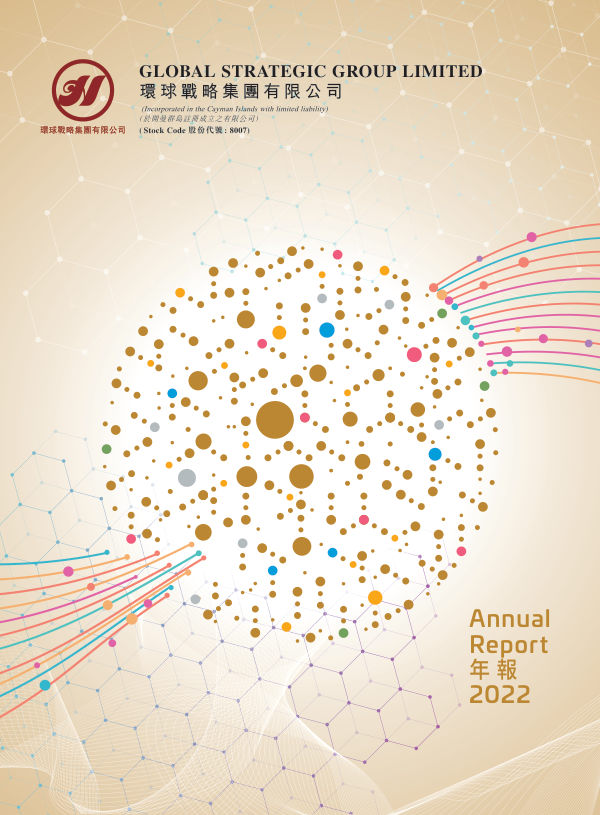 GLOBAL STRATEGIC GROUP LIMITED
環球戰略集團有限公司
(Incorporated in the Cayman Islands with limited liability)
(於開曼群島註冊成立之有限公司)
( Stock Code 股份代號 : 8007)
環球戰略集團有限公司
Annual
Report
年報
2022